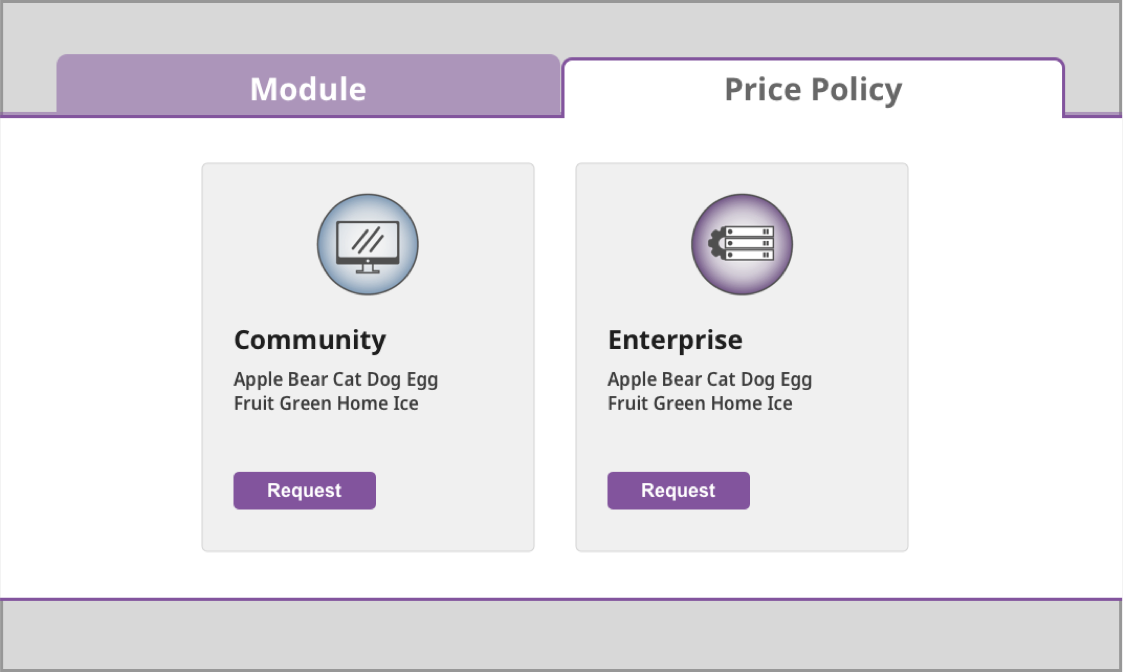 Module
Price Policy
Community
Apple Bear Cat Dog Egg
Fruit Green Home Ice
Request
Enterprise
Apple Bear Cat Dog Egg
Fruit Green Home Ice
Request